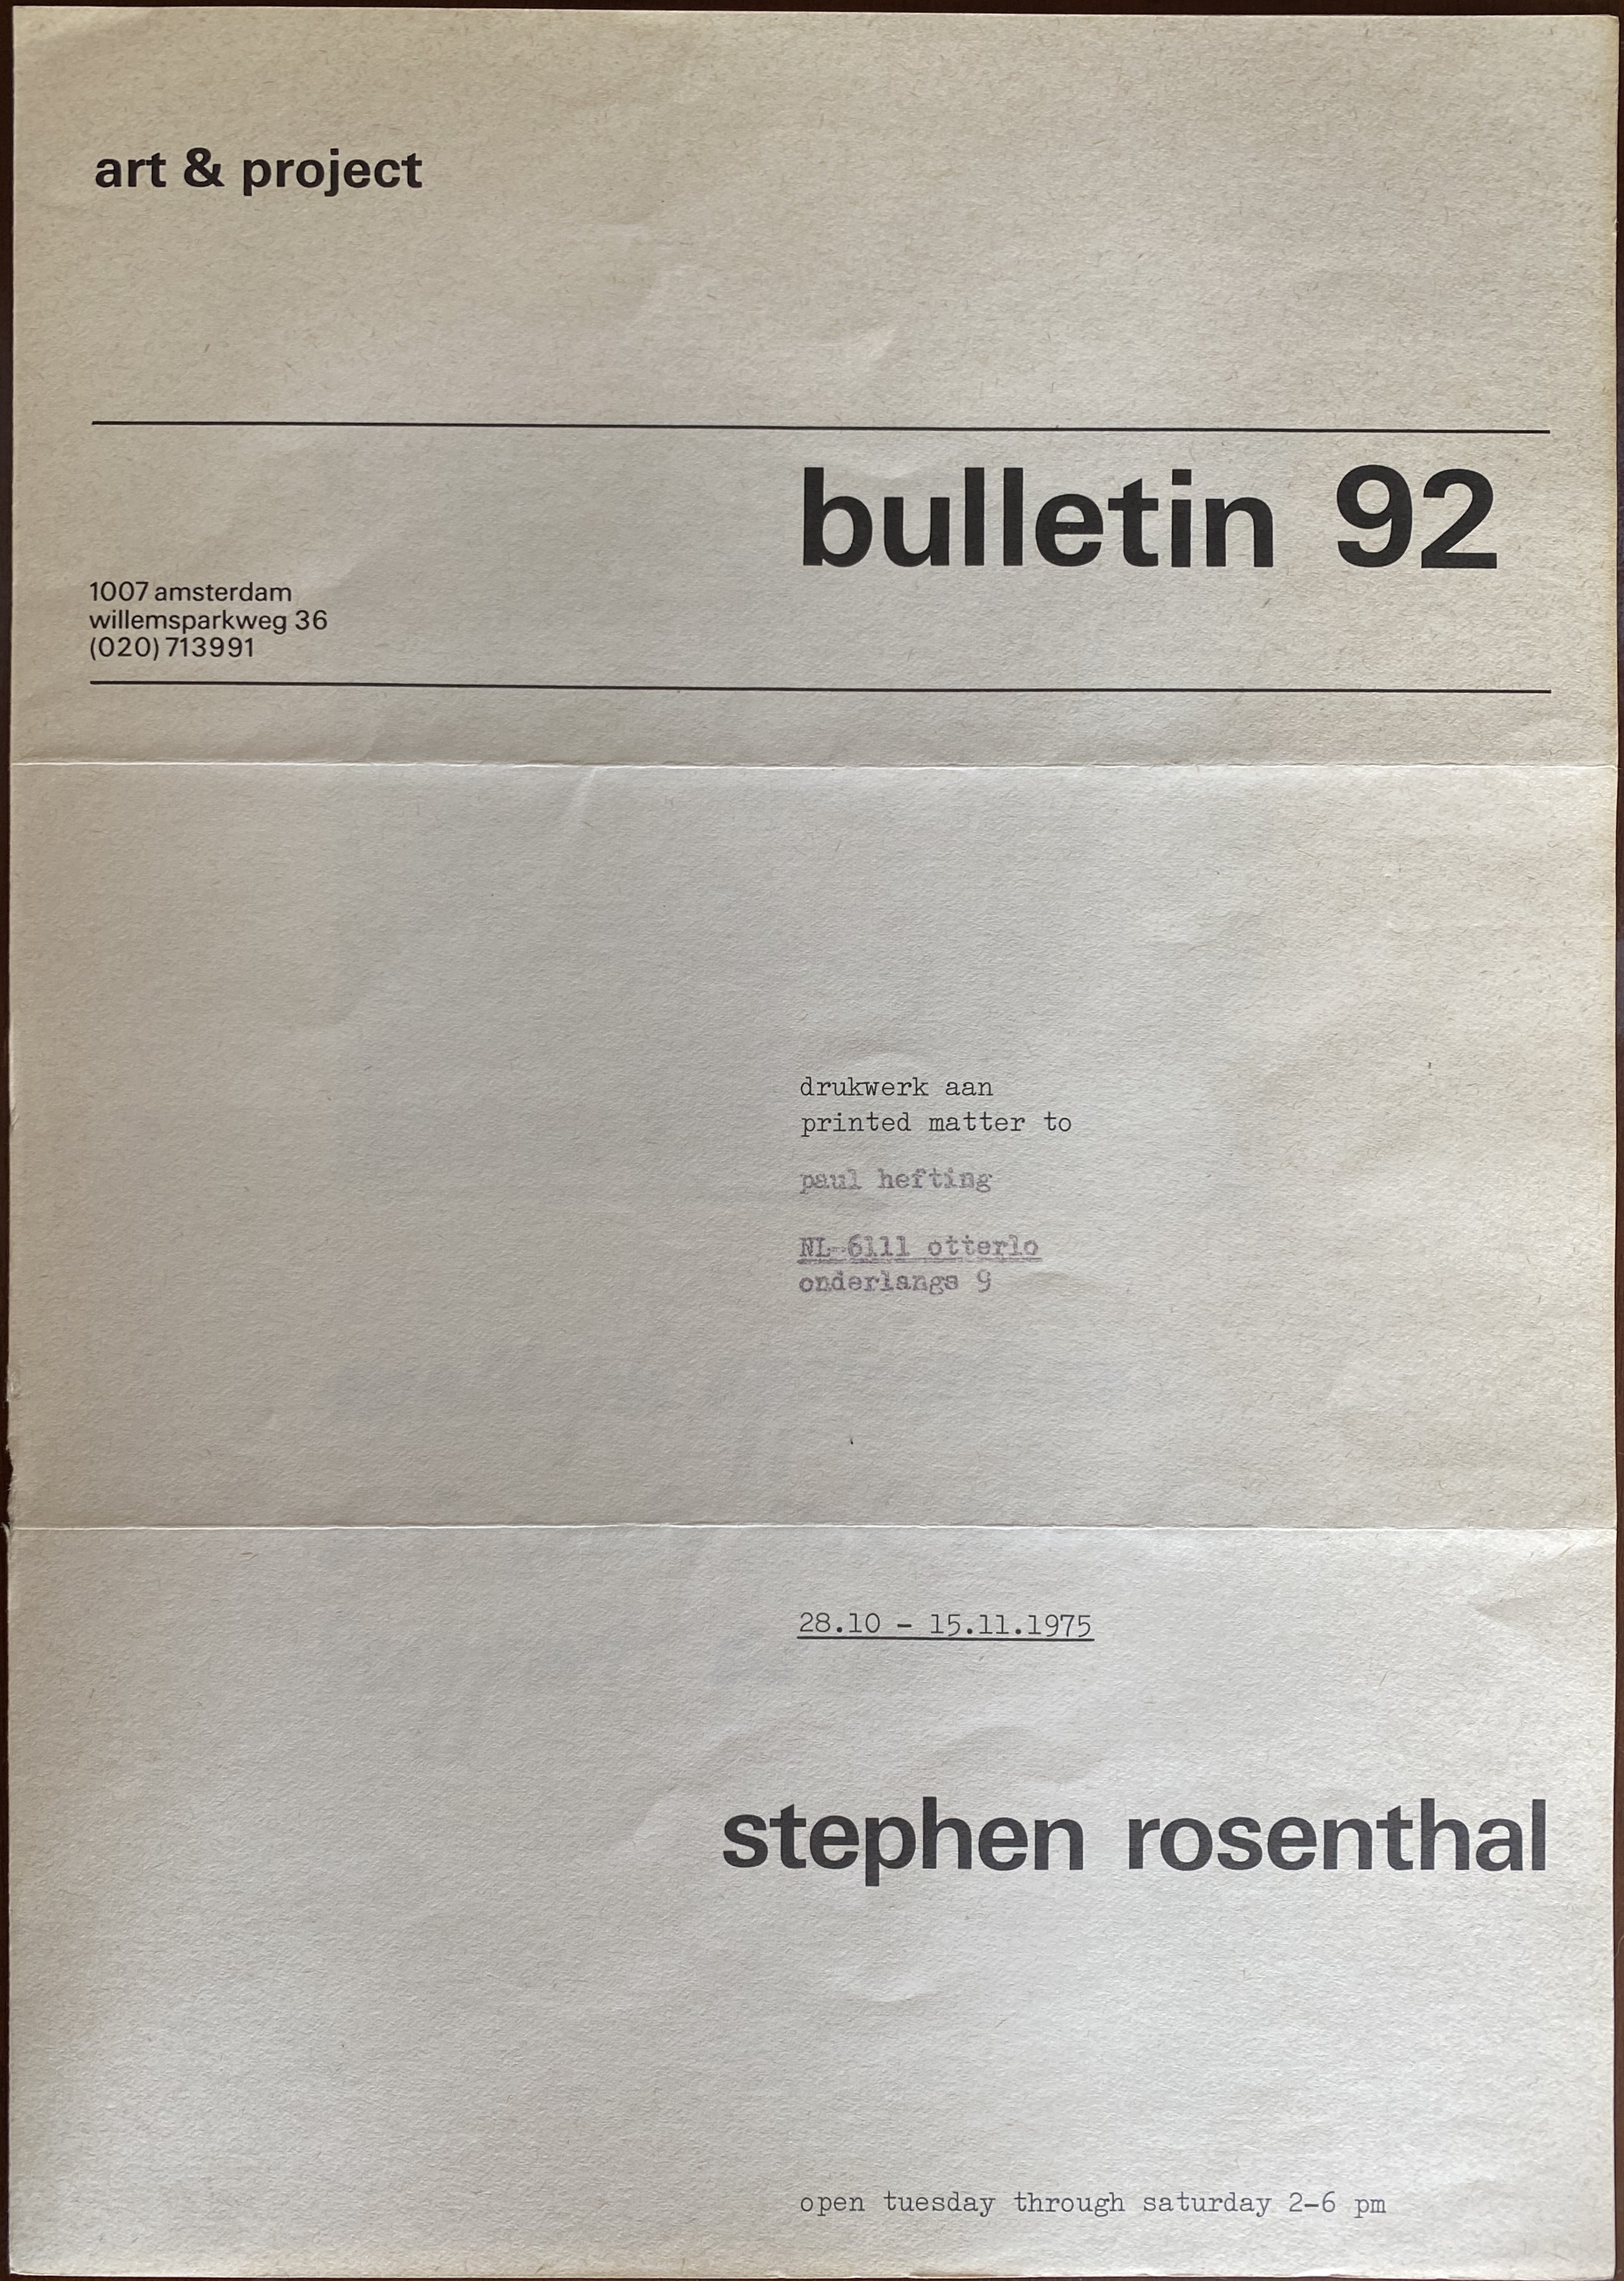 art & project
bulletin 92
1007 amsterdam
willemsparkweg 36
(020) 713991
drukwerk aan
printed matter to
paul hefting
NL-6111 otterlo
onderlangs 9
28.10 - 15.11.1975
stephen rosenthal
open tuesday through saturday 2-6 pm